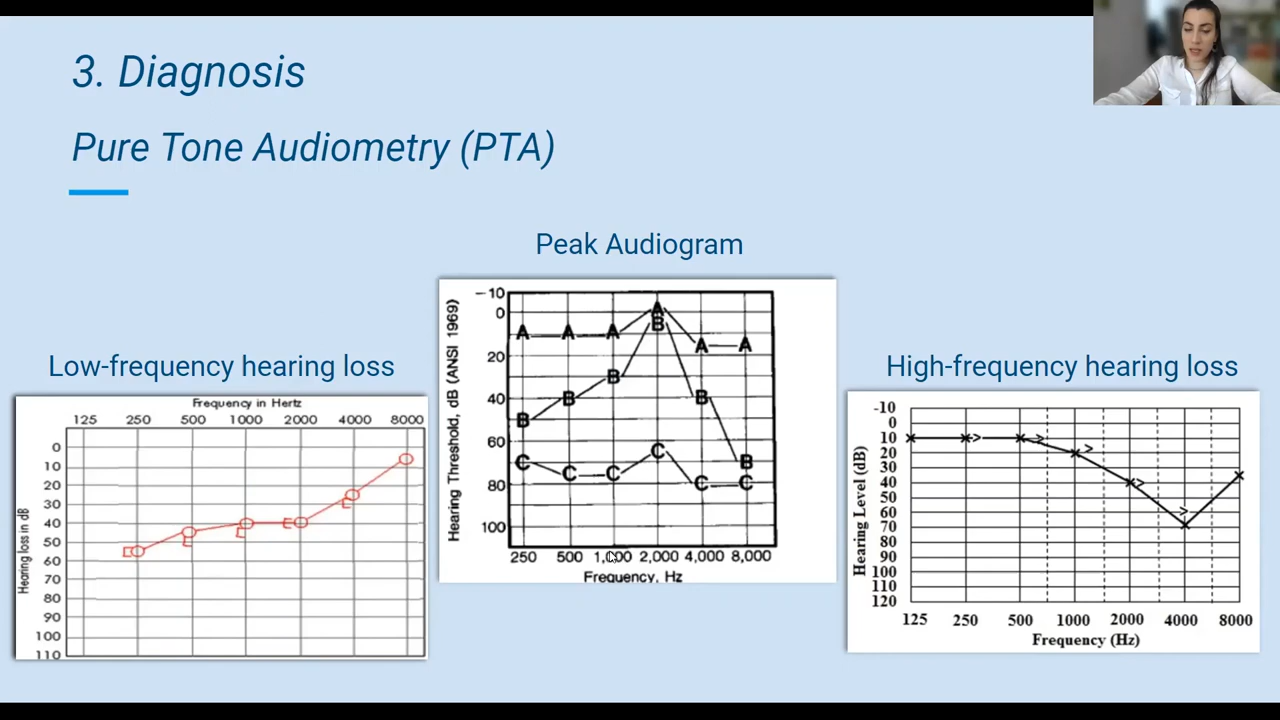 3. Diagnosis
Pure Tone Audiometry (PTA)
Peak Audiogram
Low-frequency hearing loss
High-frequency hearing loss
Frequency in Hertz
125 250 500 1000 2000 4000 8000
Hearing loss in dB
0
10
20
30
40
50
60
70
80
90
100
110
Hearing Threshold, dB (ANSI 1969)
-10
0
20
40
60
80
100
A A A A A A
B B B B B B
C C C C C C
250 500 1,000 2,000 4,000 8,000
Frequency, Hz
Hearing Level (dB)
-10
0
10
20
30
40
50
60
70
80
90
100
110
120
125 250 500 1000 2000 4000 8000
Frequency (Hz)